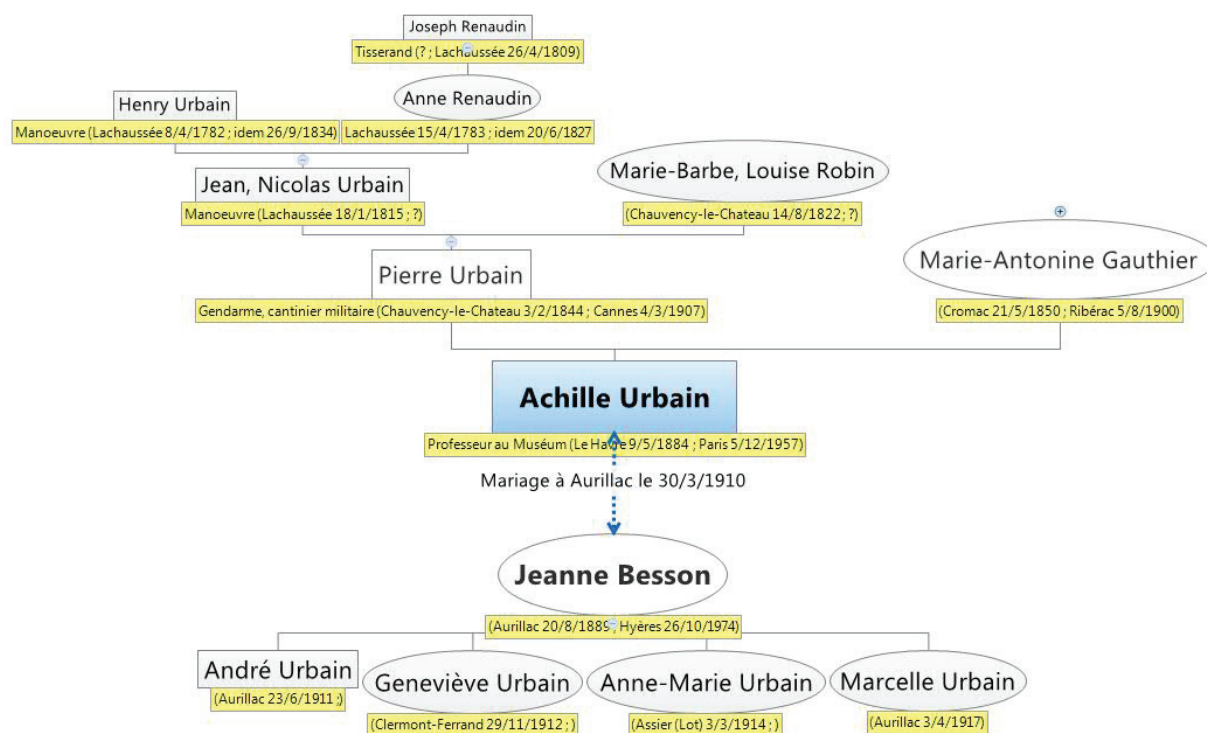 Joseph Renaudin
Tisserand (? ; Lachaussée 26/4/1809)
Henry Urbain
Manoeuvre (Lachaussée 8/4/1782 ; idem 26/9/1834)
Anne Renaudin
Lachaussée 15/4/1783 ; idem 20/6/1827
Jean, Nicolas Urbain
Manoeuvre (Lachaussée 18/1/1815 ; ?)
Marie-Barbe, Louise Robin
(Chauvency-le-Chateau 14/8/1822 ; ?)
Pierre Urbain
Gendarme, cantinier militaire (Chauvency-le-Chateau 3/2/1844 ; Cannes 4/3/1907)
Marie-Antonine Gauthier
(Cromac 21/5/1850 ; Ribérac 5/8/1900)
Achille Urbain
Professeur au Muséum (Le Havre 9/5/1884 ; Paris 5/12/1957)
Mariage à Aurillac le 30/3/1910
Jeanne Besson
(Aurillac 20/8/1889 ; Hyères 26/10/1974)
André Urbain
(Aurillac 23/6/1911 ;)
Geneviève Urbain
(Clermont-Ferrand 29/11/1912 ; )
Anne-Marie Urbain
(Assier (Lot) 3/3/1914 ; )
Marcelle Urbain
(Aurillac 3/4/1917)